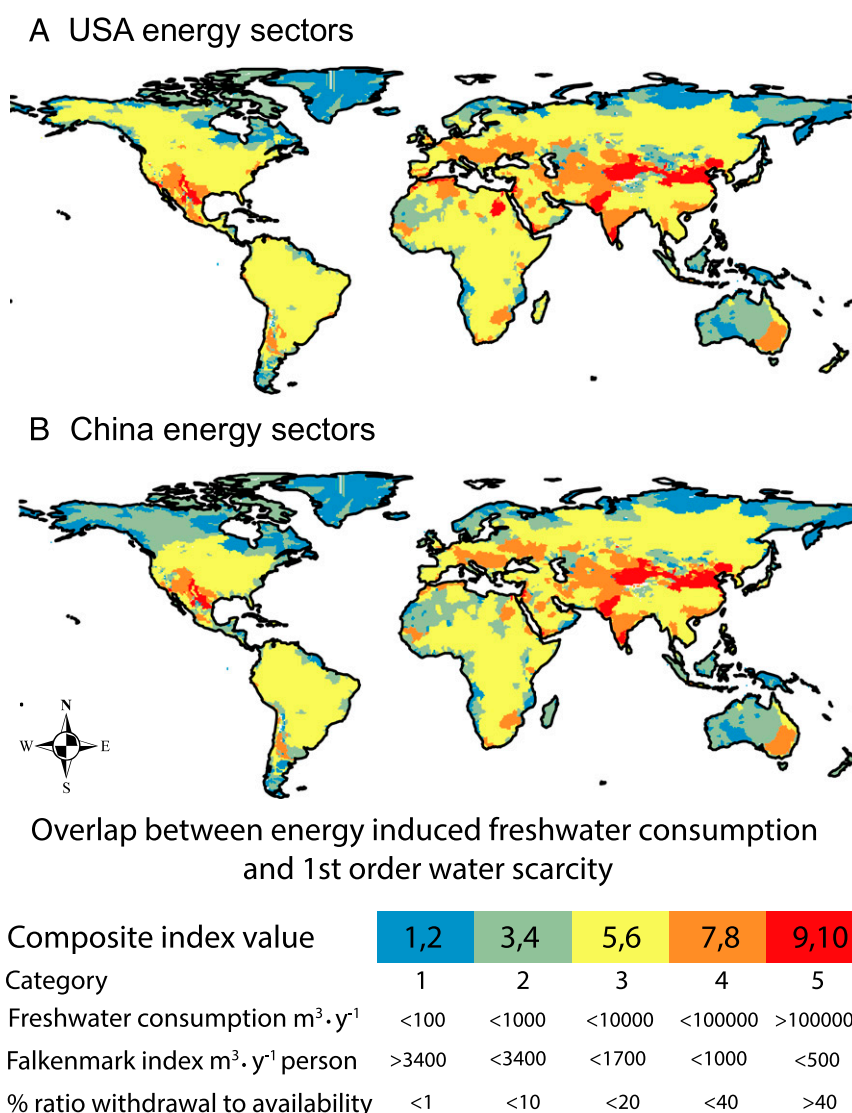 A USA energy sectors
B China energy sectors
N
W E
S
Overlap between energy induced freshwater consumption
and 1st order water scarcity
Composite index value 1,2 3,4 5,6 7,8 9,10
Category 1 2 3 4 5
Freshwater consumption m³·y⁻¹ <100 <1000 <10000 <100000 >100000
Falkenmark index m³·y⁻¹ person >3400 <3400 <1700 <1000 <500
% ratio withdrawal to availability <1 <10 <20 <40 >40